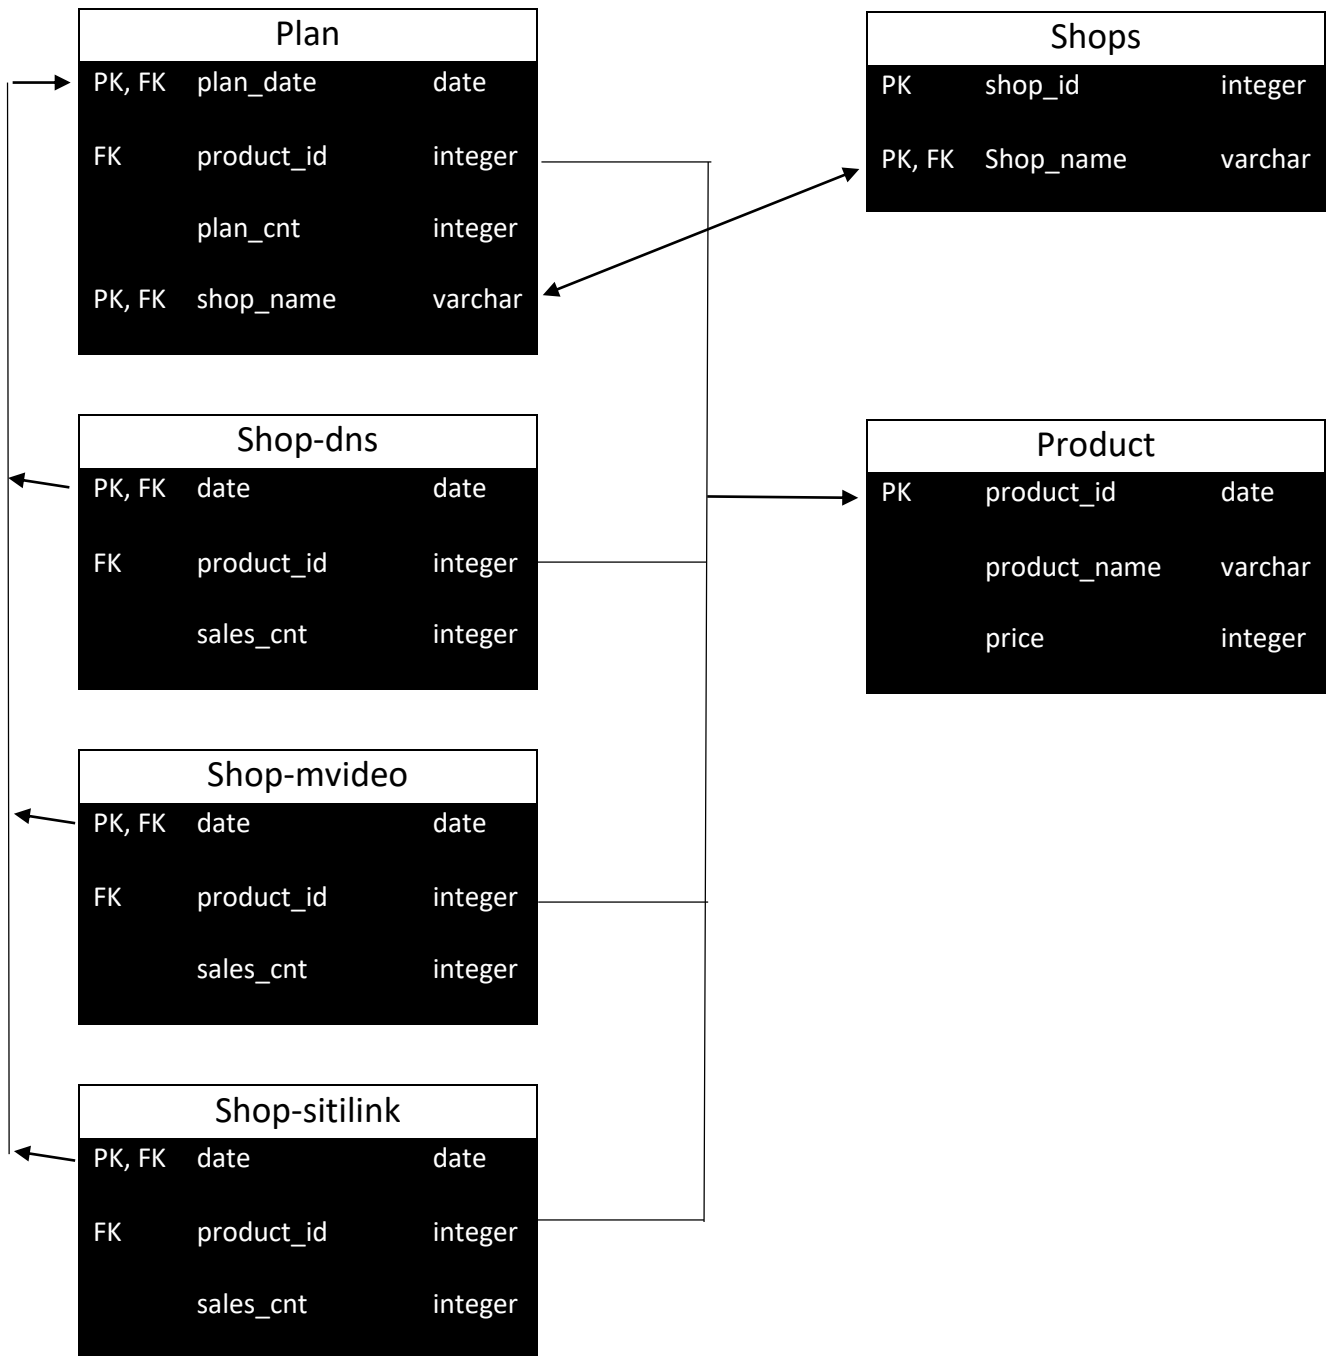 Plan
PK, FK plan_date date
FK product_id integer
plan_cnt integer
PK, FK shop_name varchar
Shops
PK shop_id integer
PK, FK Shop_name varchar
Shop-dns
PK, FK date date
FK product_id integer
sales_cnt integer
Product
PK product_id date
product_name varchar
price integer
Shop-mvideo
PK, FK date date
FK product_id integer
sales_cnt integer
Shop-sitilink
PK, FK date date
FK product_id integer
sales_cnt integer